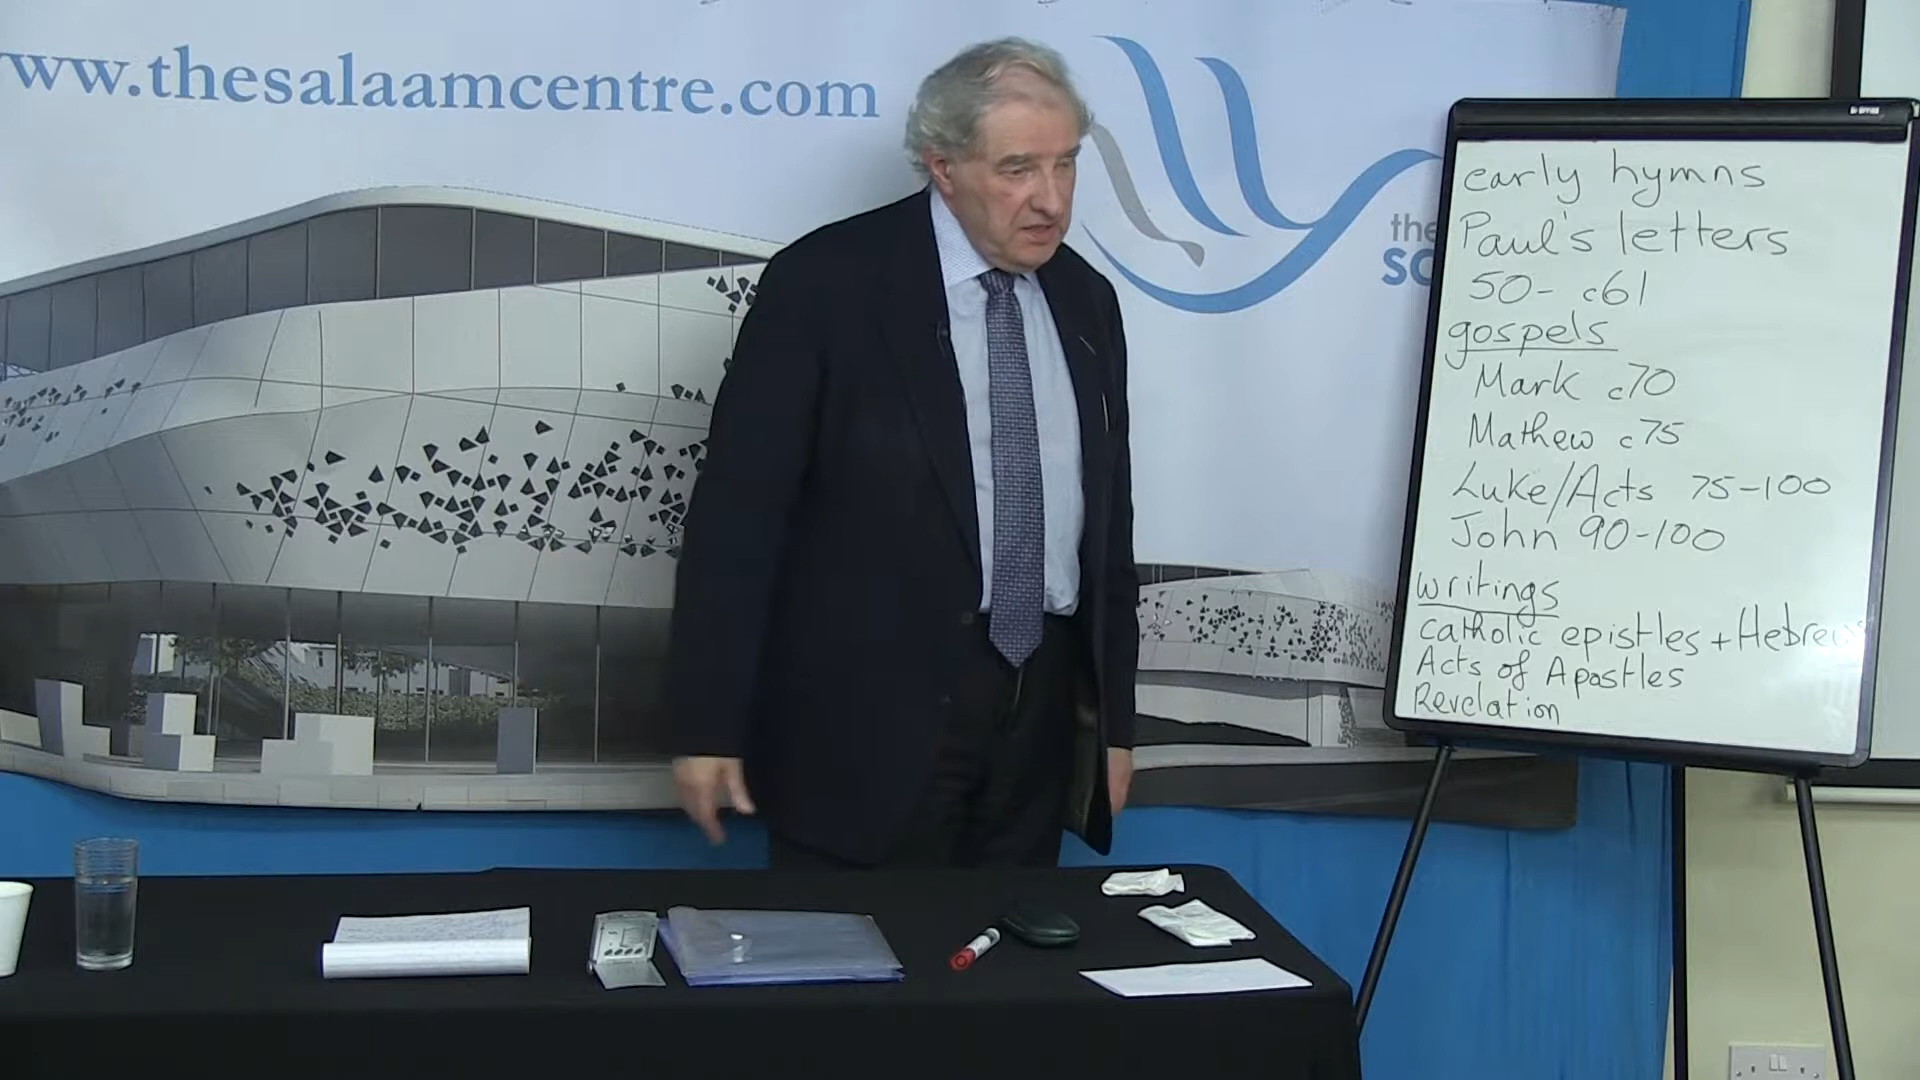 www.thesalaamcentre.com
the
early hymns
Paul's letters
50- c61
gospels
Mark c70
Mathew c75
Luke/Acts 75-100
John 90-100
writings
catholic epistles + Hebrews
Acts of Apostles
Revelation